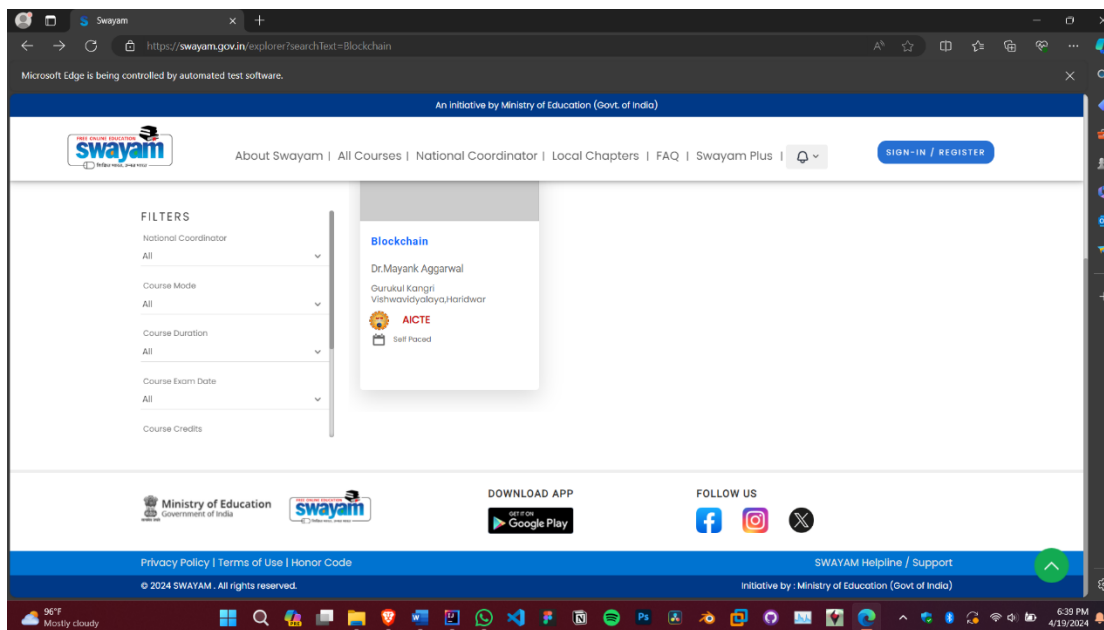 Swayam
https://swayam.gov.in/explorer?searchText=Blockchain
Microsoft Edge is being controlled by automated test software.
An initiative by Ministry of Education (Govt. of India)
FREE ONLINE EDUCATION
swayam
About Swayam | All Courses | National Coordinator | Local Chapters | FAQ | Swayam Plus |
SIGN-IN / REGISTER
FILTERS
National Coordinator
All
Course Mode
All
Course Duration
All
Course Exam Date
All
Course Credits
Blockchain
Dr.Mayank Aggarwal
Gurukul Kangri
Vishwavidyalaya,Haridwar
AICTE
Self Paced
Ministry of Education
Government of India
FREE ONLINE EDUCATION
swayam
DOWNLOAD APP
GET IT ON
Google Play
FOLLOW US
Privacy Policy | Terms of Use | Honor Code
SWAYAM Helpline / Support
© 2024 SWAYAM . All rights reserved.
Initiative by : Ministry of Education (Govt of India)
96°F
Mostly cloudy
6:39 PM
4/19/2024